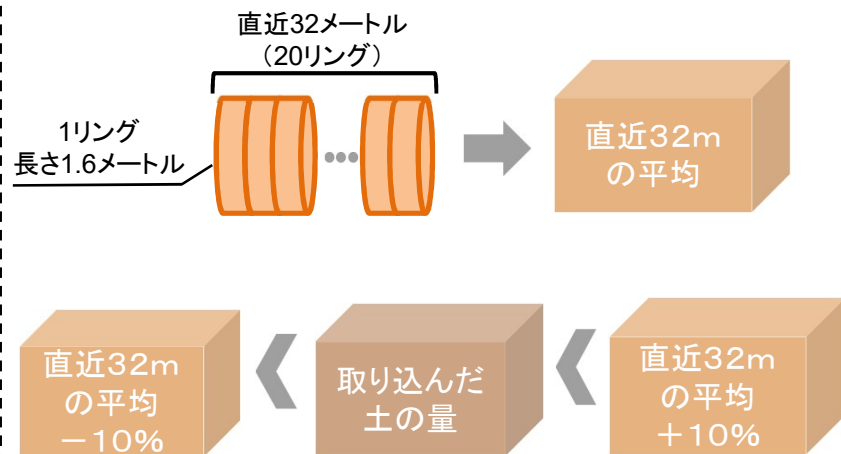 直近32メートル
（20リング）
1リング
長さ1.6メートル
直近32ｍ
の平均
直近32ｍ
の平均
－10％
取り込んだ
土の量
直近32ｍ
の平均
＋10％